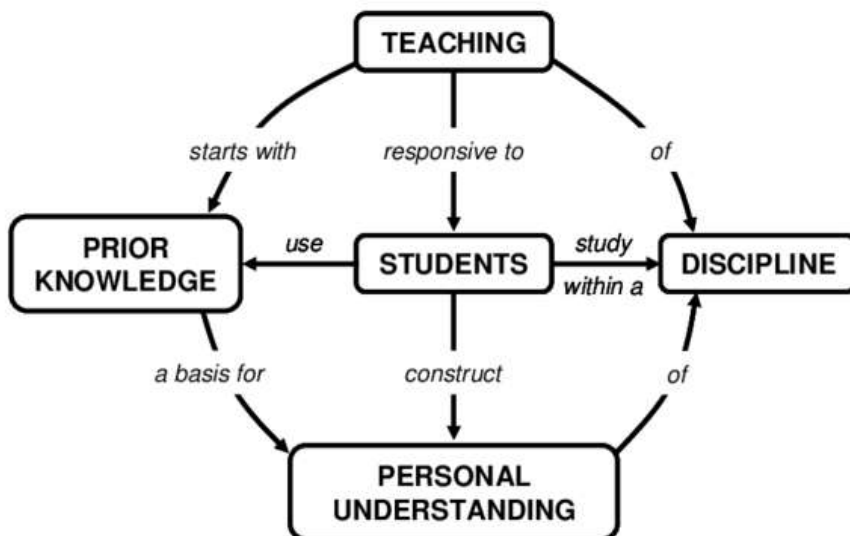 TEACHING
starts with
responsive to
of
PRIOR
KNOWLEDGE
use
STUDENTS
study
within a
DISCIPLINE
a basis for
construct
of
PERSONAL
UNDERSTANDING